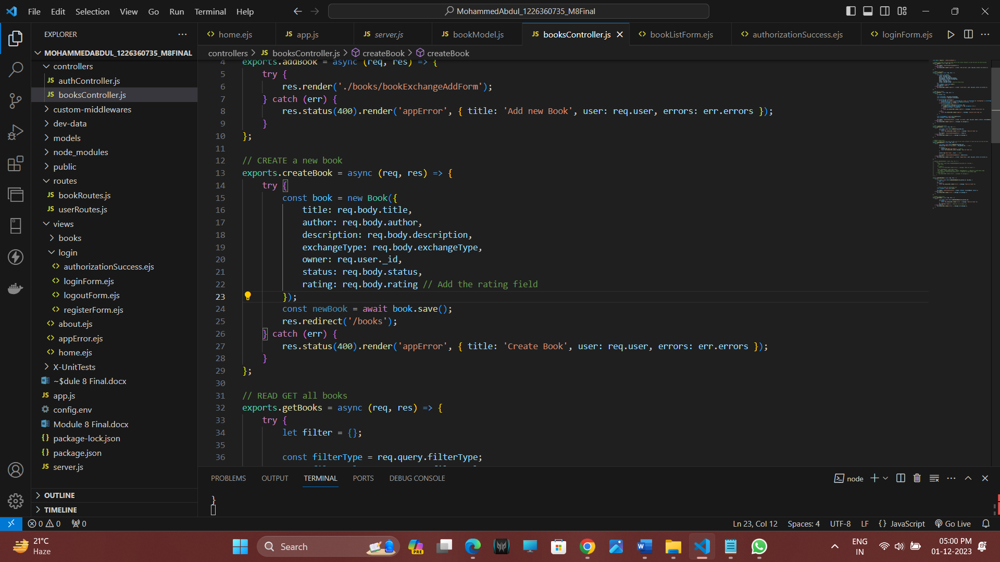 File Edit Selection View Go Run Terminal Help
MohammedAbdul_1226360735_M8Final
EXPLORER
MOHAMMEDABDUL_1226360735_M8FINAL
controllers
JS authController.js
JS booksController.js
custom-middlewares
dev-data
models
node_modules
public
routes
JS bookRoutes.js
JS userRoutes.js
views
books
login
<> authorizationSuccess.ejs
<> loginForm.ejs
<> logoutForm.ejs
<> registerForm.ejs
<> about.ejs
<> appError.ejs
<> home.ejs
X-UnitTests
~$dule 8 Final.docx
JS app.js
config.env
Module 8 Final.docx
{} package-lock.json
{} package.json
JS server.js
OUTLINE
TIMELINE
<> home.ejs JS app.js JS server.js JS bookModel.js JS booksController.js <> bookListForm.ejs <> authorizationSuccess.ejs <> loginForm.ejs
controllers > JS booksController.js > createBook > createBook
4 exports.addBook = async (req, res) => {
5 try {
6 res.render('./books/bookExchangeAddForm');
7 } catch (err) {
8 res.status(400).render('appError', { title: 'Add new Book', user: req.user, errors: err.errors });
9 }
10 };
11
12 // CREATE a new book
13 exports.createBook = async (req, res) => {
14 try {
15 const book = new Book({
16 title: req.body.title,
17 author: req.body.author,
18 description: req.body.description,
19 exchangeType: req.body.exchangeType,
20 owner: req.user._id,
21 status: req.body.status,
22 rating: req.body.rating // Add the rating field
23 });
24 const newBook = await book.save();
25 res.redirect('/books');
26 } catch (err) {
27 res.status(400).render('appError', { title: 'Create Book', user: req.user, errors: err.errors });
28 }
29 };
30
31 // READ GET all books
32 exports.getBooks = async (req, res) => {
33 try {
34 let filter = {};
35
36 const filterType = req.query.filterType;
PROBLEMS OUTPUT TERMINAL PORTS DEBUG CONSOLE
node
}
0 0 0
Ln 23, Col 12 Spaces: 4 UTF-8 LF {} JavaScript Go Live
21°C
Haze
Search
PRE
ENG
IN
05:00 PM
01-12-2023